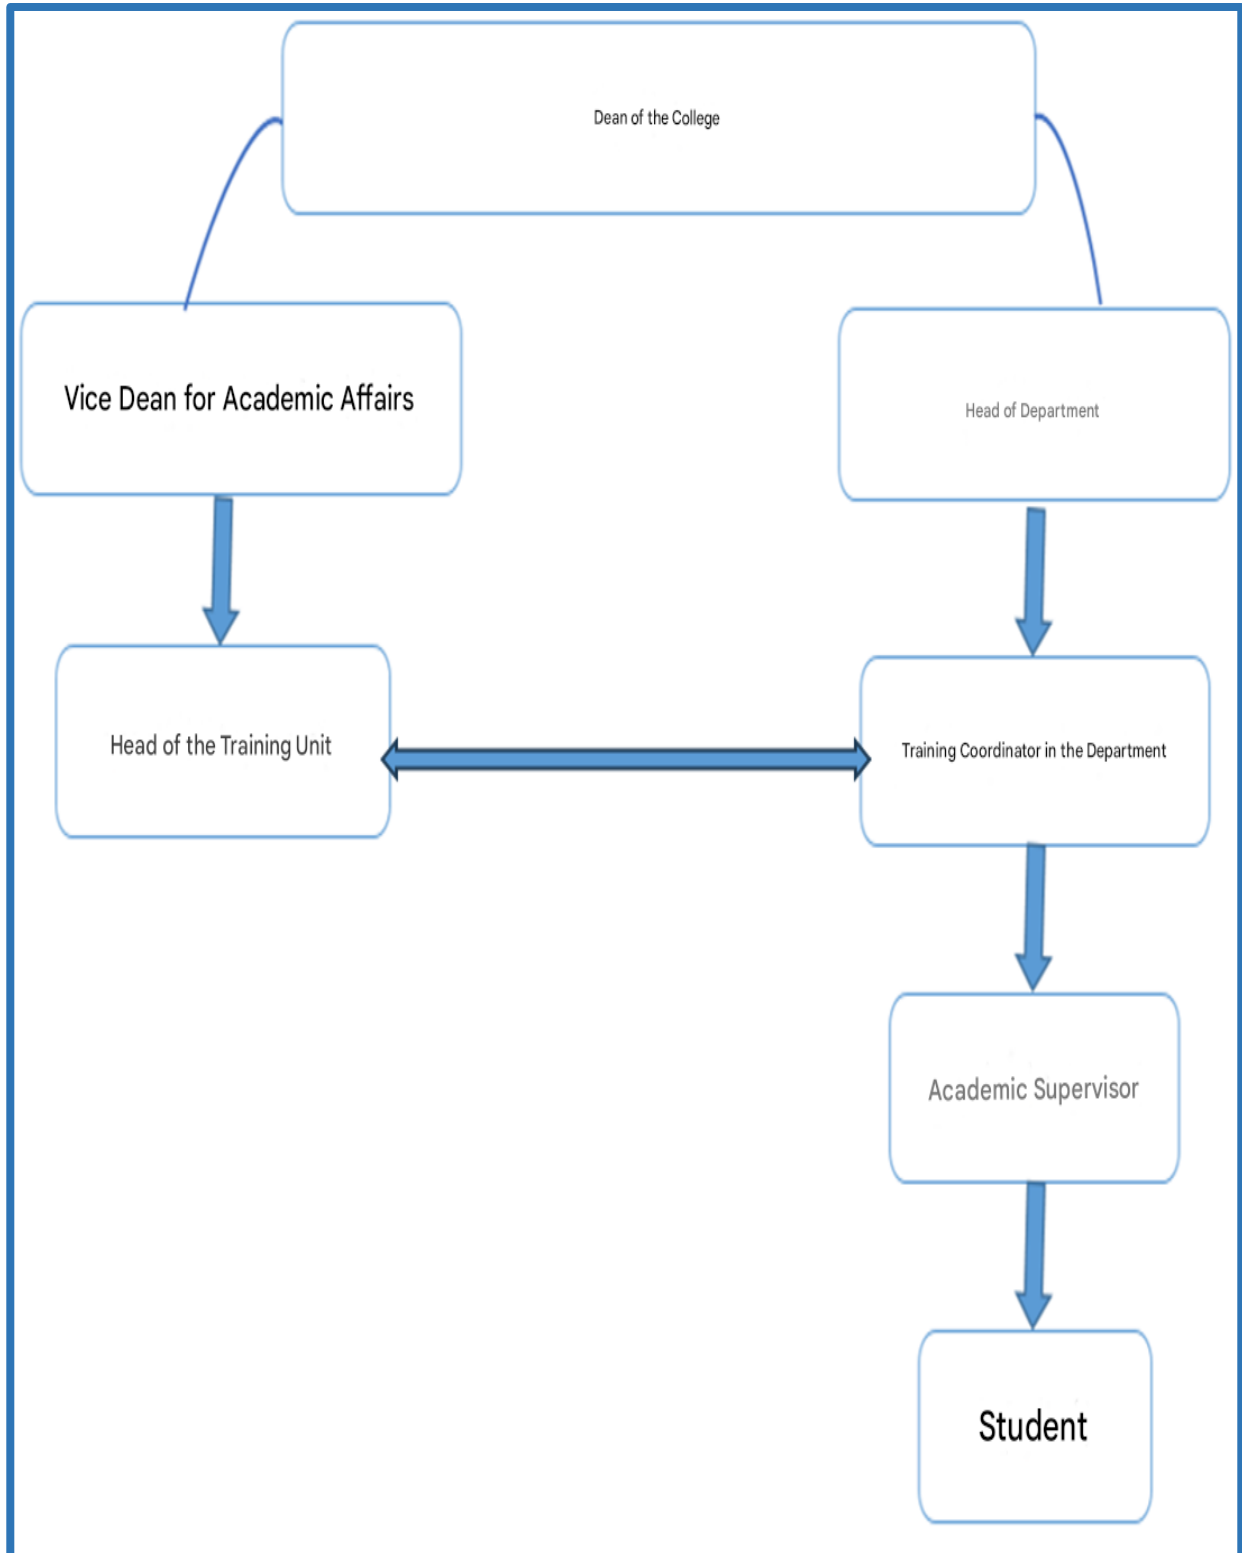 Dean of the College
Vice Dean for Academic Affairs
Head of Department
Head of the Training Unit
Training Coordinator in the Department
Academic Supervisor
Student